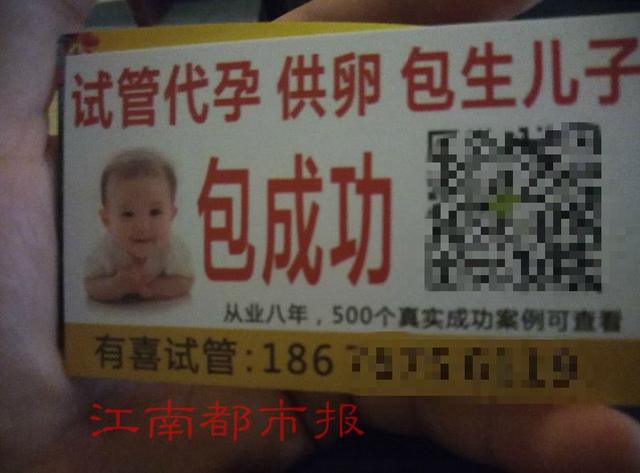 试管代孕 供卵 包生儿子
包成功
从业八年，500个真实成功案例可查看
有喜试管:186
江南都市报